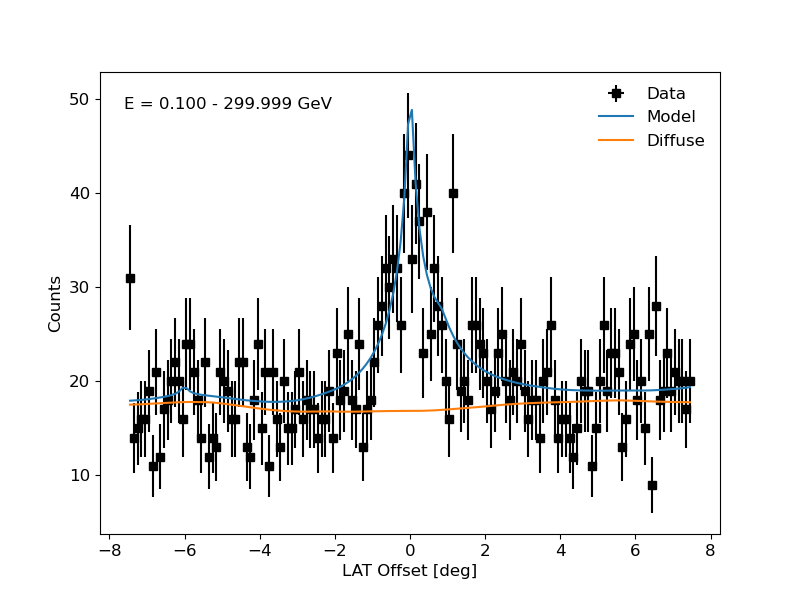 E = 0.100 - 299.999 GeV
Data
Model
Diffuse
50
40
30
20
10
Counts
−8 −6 −4 −2 0 2 4 6 8
LAT Offset [deg]